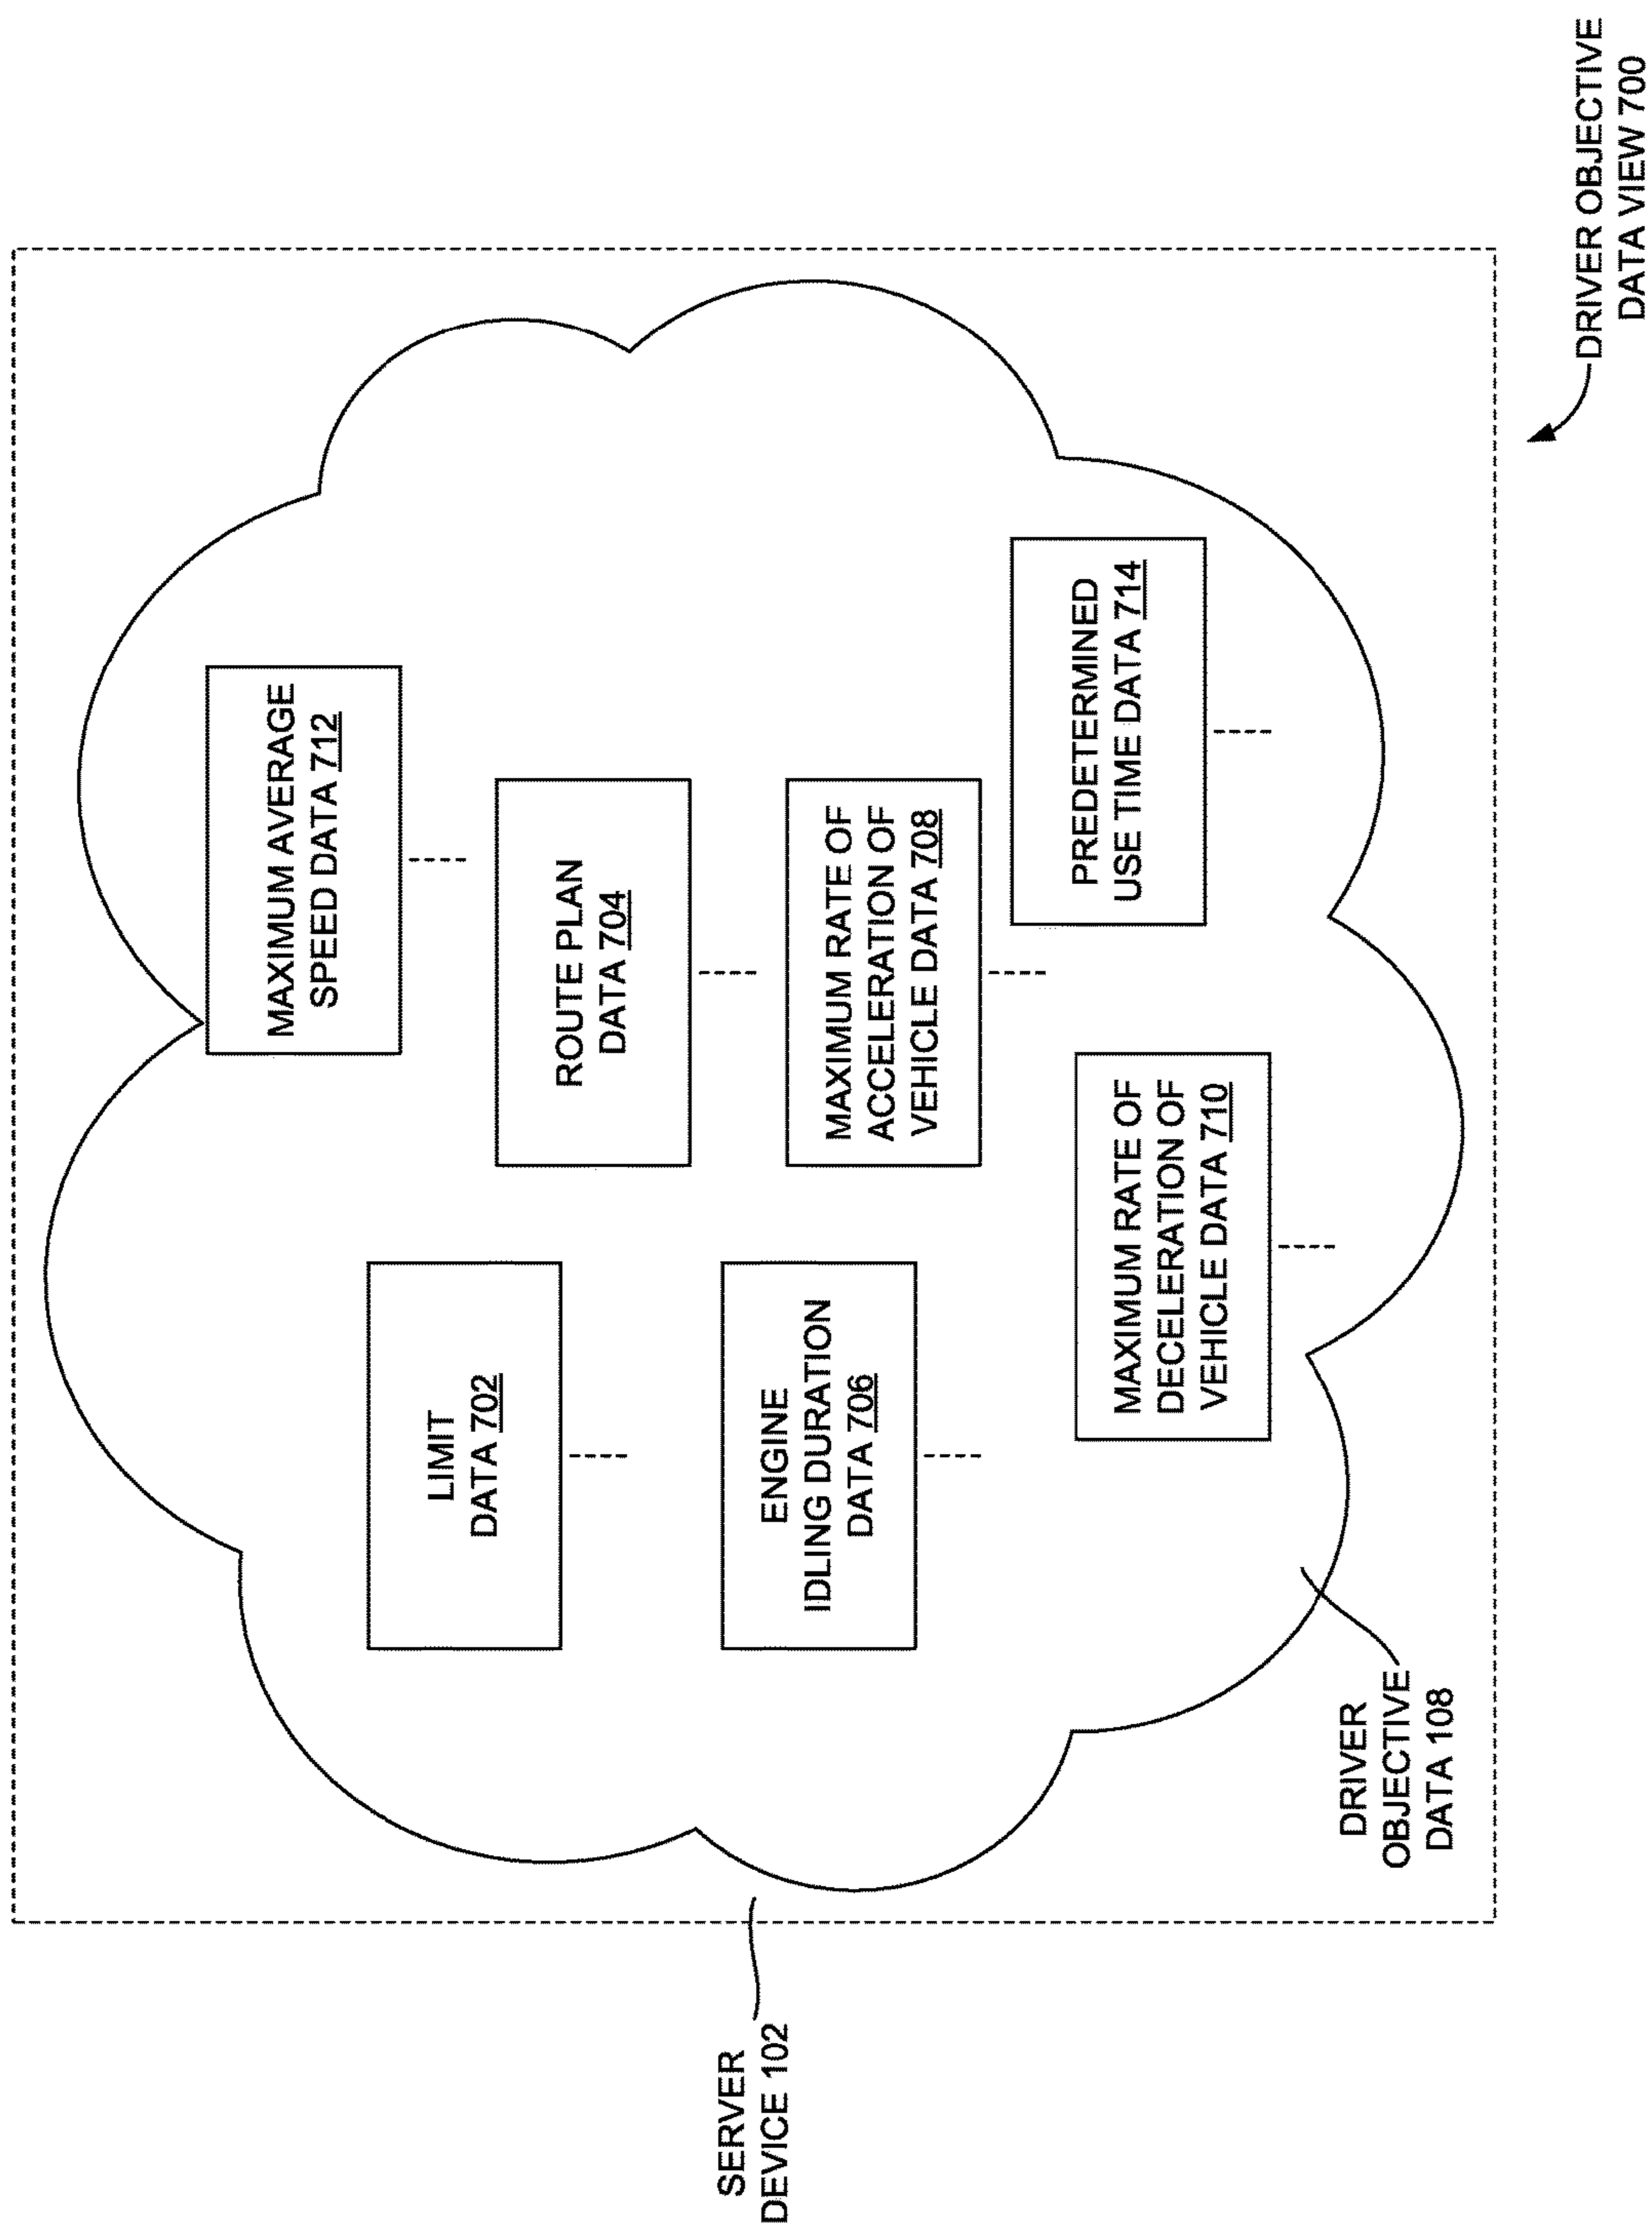 SERVER
DEVICE 102
LIMIT
DATA 702
MAXIMUM AVERAGE
SPEED DATA 712
ROUTE PLAN
DATA 704
ENGINE
IDLING DURATION
DATA 706
MAXIMUM RATE OF
ACCELERATION OF
VEHICLE DATA 708
MAXIMUM RATE OF
DECELERATION OF
VEHICLE DATA 710
PREDETERMINED
USE TIME DATA 714
DRIVER
OBJECTIVE
DATA 108
DRIVER OBJECTIVE
DATA VIEW 700